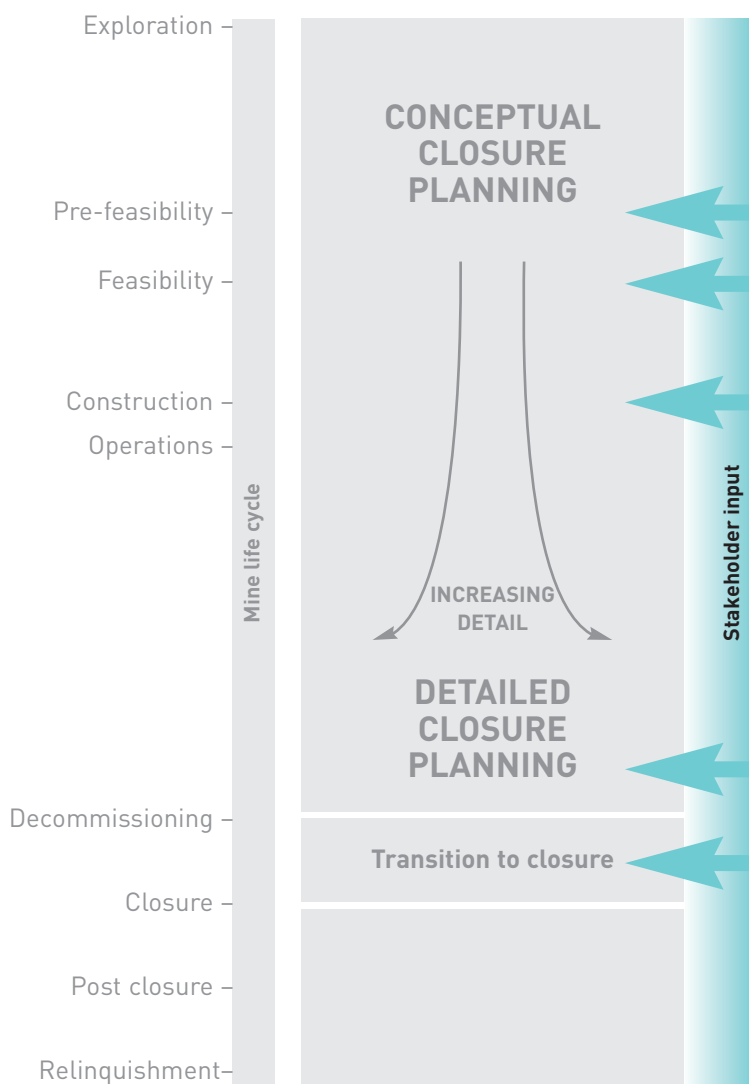 Exploration
CONCEPTUAL
CLOSURE
PLANNING
Pre-feasibility
Feasibility
Construction
Operations
Mine life cycle
Stakeholder input
INCREASING
DETAIL
DETAILED
CLOSURE
PLANNING
Decommissioning
Transition to closure
Closure
Post closure
Relinquishment